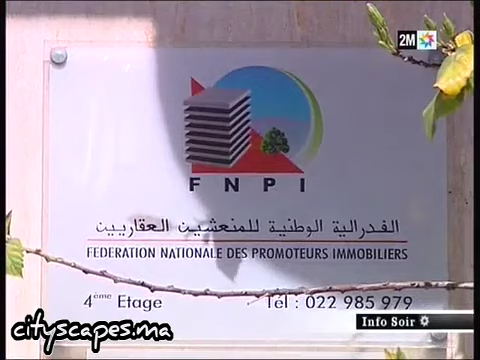 2M
FNPI
الفدرالية الوطنية للمنعشين العقاريين
FEDERATION NATIONALE DES PROMOTEURS IMMOBILIERS
4ème Etage
Tél : 022 985 979
Info Soir
cityscapes.ma